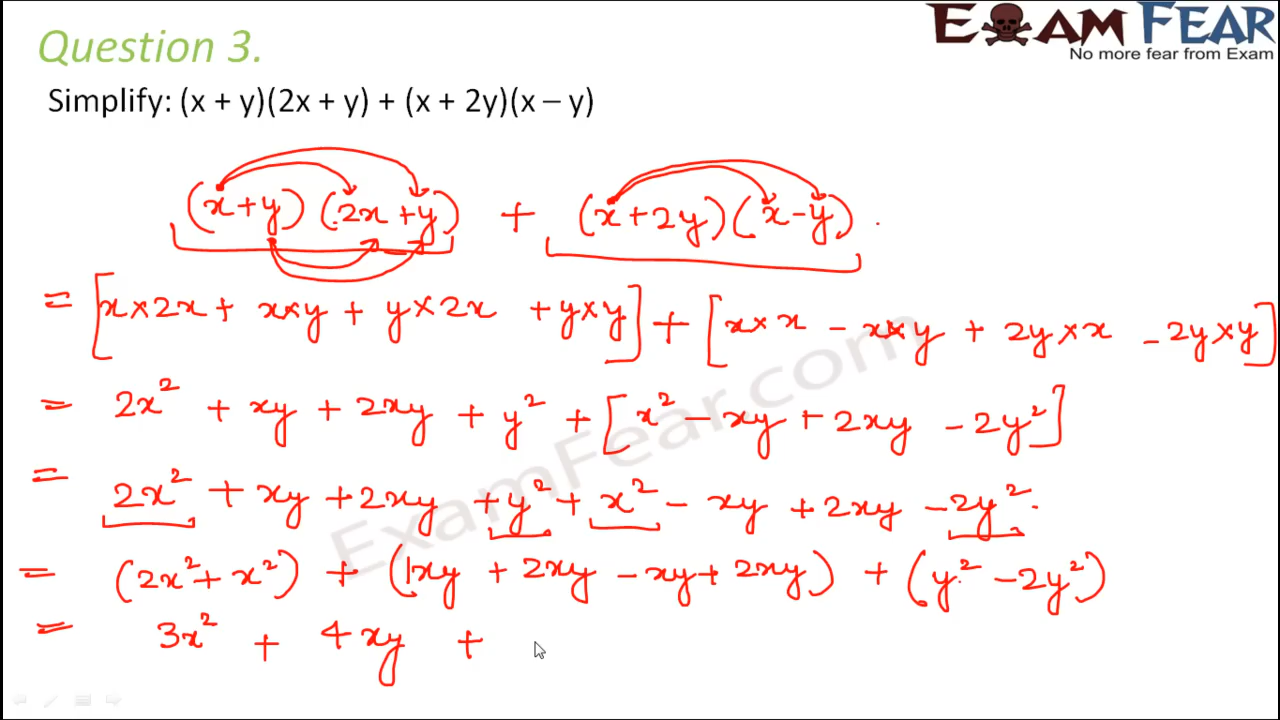 Question 3.
EXAM FEAR
No more fear from Exam
Simplify: (x + y)(2x + y) + (x + 2y)(x – y)
(x+y) (2x+y) + (x+2y)(x-y).
= [x×2x + x×y + y×2x + y×y] + [x×x - x×y + 2y×x - 2y×y]
= 2x² + xy + 2xy + y² + [x² - xy + 2xy - 2y²]
= 2x² + xy + 2xy + y² + x² - xy + 2xy - 2y².
= (2x² + x²) + (1xy + 2xy - xy + 2xy) + (y² - 2y²)
= 3x² + 4xy +
ExamFear.com